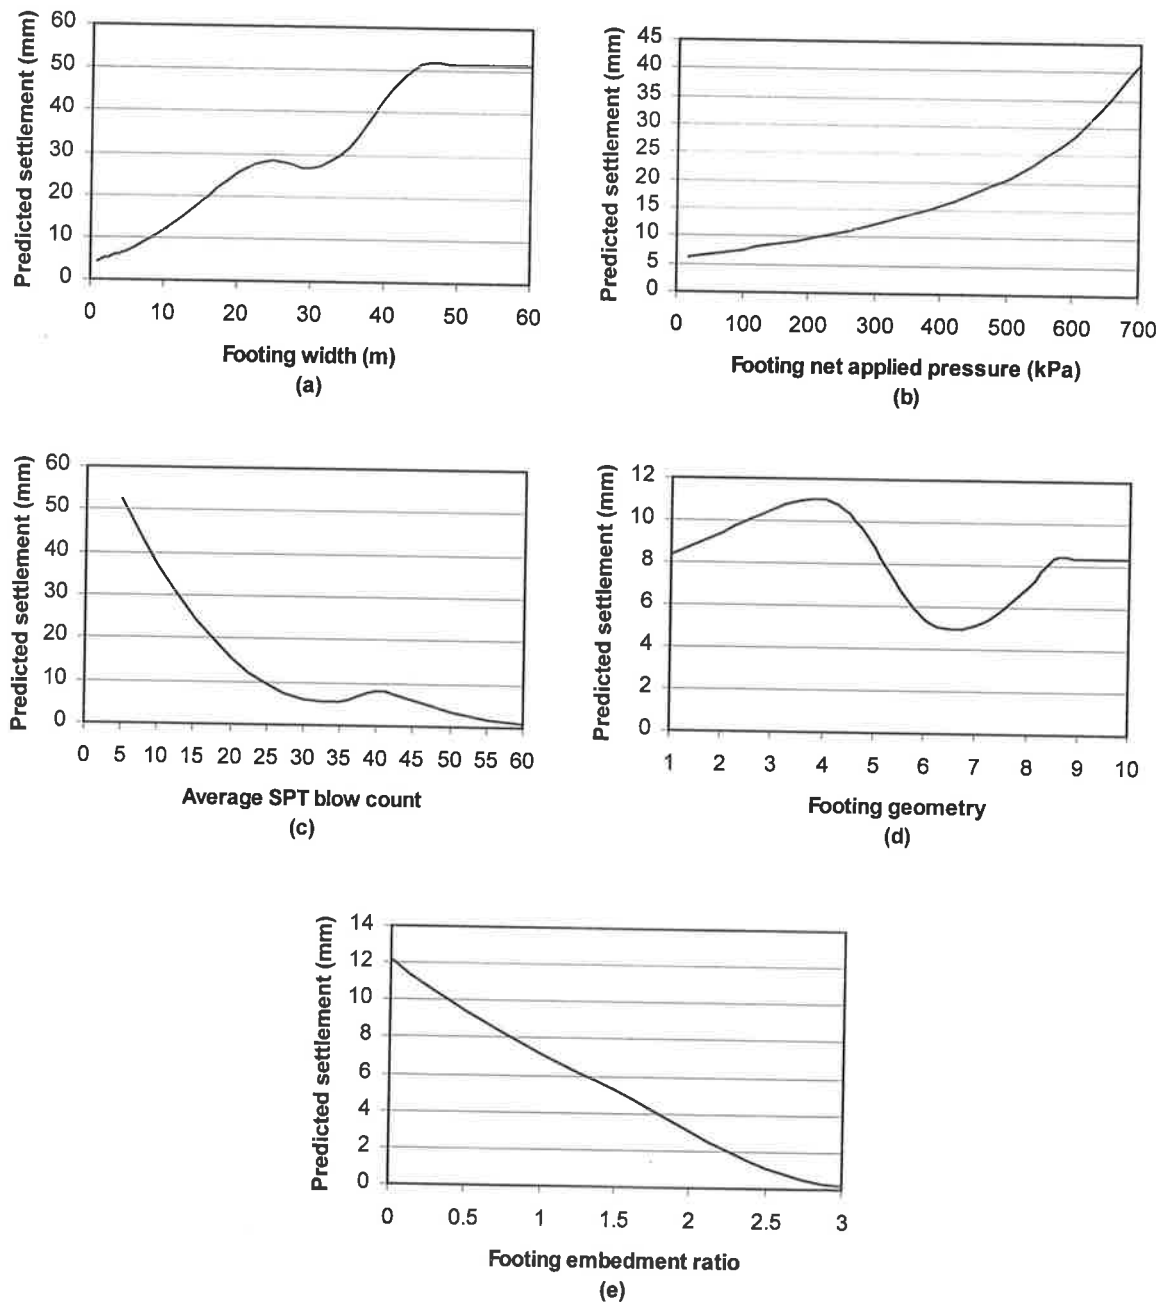 Predicted settlement (mm)
60
50
40
30
20
10
0
0 10 20 30 40 50 60
Footing width (m)
(a)
Predicted settlement (mm)
45
40
35
30
25
20
15
10
5
0
0 100 200 300 400 500 600 700
Footing net applied pressure (kPa)
(b)
Predicted settlement (mm)
60
50
40
30
20
10
0
0 5 10 15 20 25 30 35 40 45 50 55 60
Average SPT blow count
(c)
Predicted settlement (mm)
12
10
8
6
4
2
0
1 2 3 4 5 6 7 8 9 10
Footing geometry
(d)
Predicted settlement (mm)
14
12
10
8
6
4
2
0
0 0.5 1 1.5 2 2.5 3
Footing embedment ratio
(e)